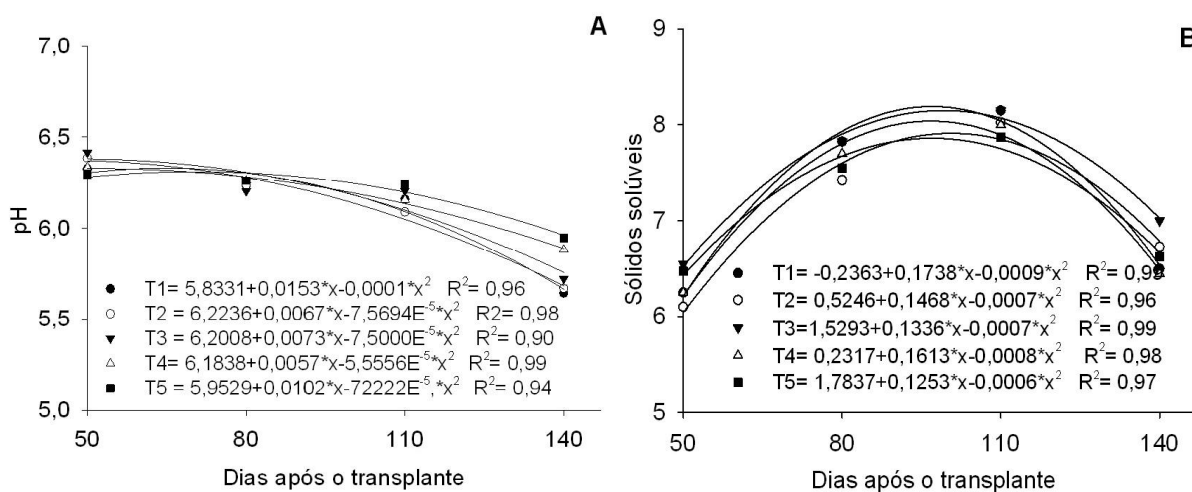 A
7,0
6,5
6,0
5,5
5,0
pH
T1= 5,8331+0,0153*x-0,0001*x² R²= 0,96
T2 = 6,2236+0,0067*x-7,5694E⁻⁵*x² R2= 0,98
T3 = 6,2008+0,0073*x-7,5000E⁻⁵*x² R²= 0,90
T4= 6,1838+0,0057*x-5,5556E⁻⁵*x² R²= 0,99
T5= 5,9529+0,0102*x-72222E⁻⁵,*x² R²= 0,94
50 80 110 140
Dias após o transplante
B
9
8
7
6
5
Sólidos solúveis
T1= -0,2363+0,1738*x-0,0009*x² R²= 0,99
T2= 0,5246+0,1468*x-0,0007*x² R²= 0,96
T3=1,5293+0,1336*x-0,0007*x² R²= 0,99
T4= 0,2317+0,1613*x-0,0008*x² R²= 0,98
T5= 1,7837+0,1253*x-0,0006*x² R²= 0,97
50 80 110 140
Dias após o transplante